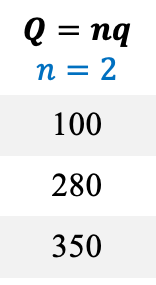 Q = nq
n = 2
100
280
350